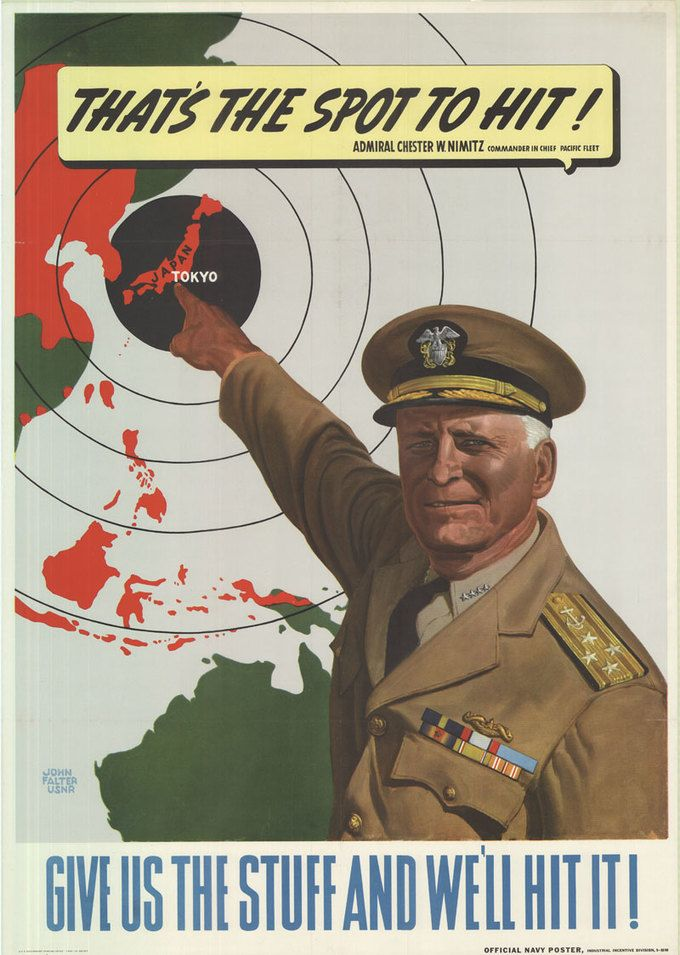 THAT'S THE SPOT TO HIT!
ADMIRAL CHESTER W. NIMITZ COMMANDER IN CHIEF PACIFIC FLEET
JAPAN
TOKYO
JOHN
FALTER
USNR
GIVE US THE STUFF AND WE'LL HIT IT!
OFFICIAL NAVY POSTER, INDUSTRIAL INCENTIVE DIVISION,